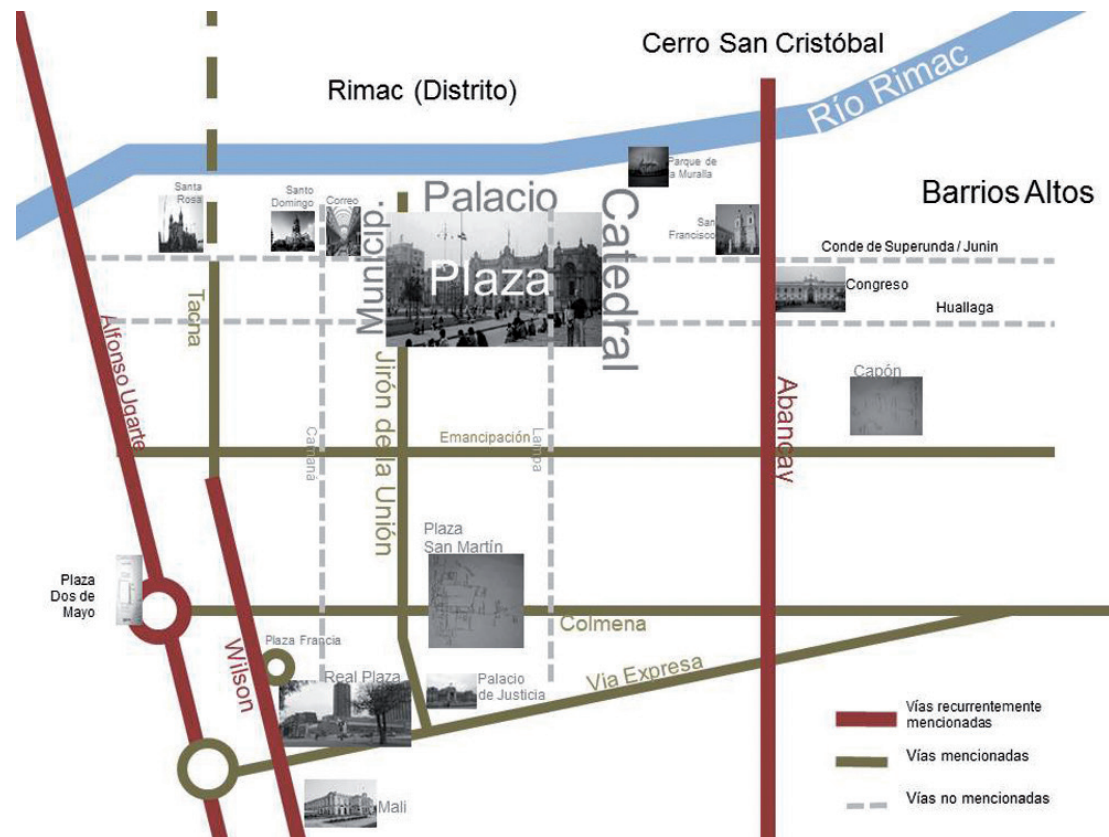 Cerro San Cristóbal
Rimac (Distrito)
Río Rimac
Parque de
la Muralla
Santa
Rosa
Santo
Domingo
Correo
Municip.
Palacio
Catedral
Plaza
San
Francisco
Barrios Altos
Conde de Superunda / Junin
Congreso
Huallaga
Tacna
Alfonso Ugarte
Jirón de la Unión
Capón
Abancay
Emancipación
Camaná
Lampa
Plaza
San Martín
Plaza
Dos de
Mayo
Colmena
Wilson
Plaza Francia
Real Plaza
Palacio
de Justicia
Via Expresa
Mali
Vías recurrentemente
mencionadas
Vías mencionadas
Vías no mencionadas